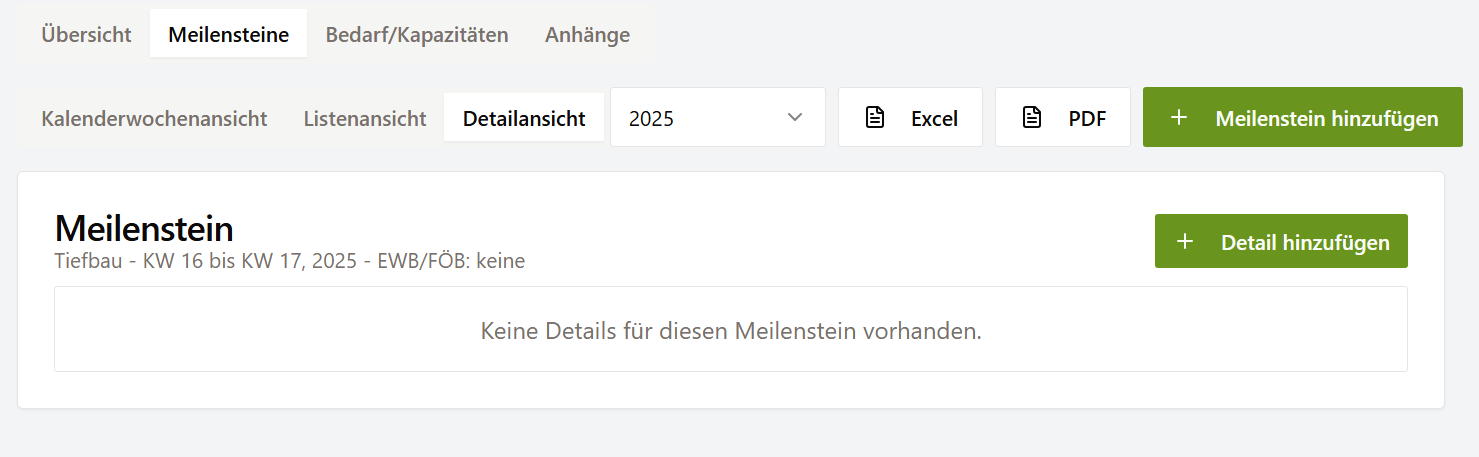 Übersicht Meilensteine Bedarf/Kapazitäten Anhänge
Kalenderwochenansicht Listenansicht Detailansicht 2025 Excel PDF + Meilenstein hinzufügen
Meilenstein
Tiefbau - KW 16 bis KW 17, 2025 - EWB/FÖB: keine
+ Detail hinzufügen
Keine Details für diesen Meilenstein vorhanden.